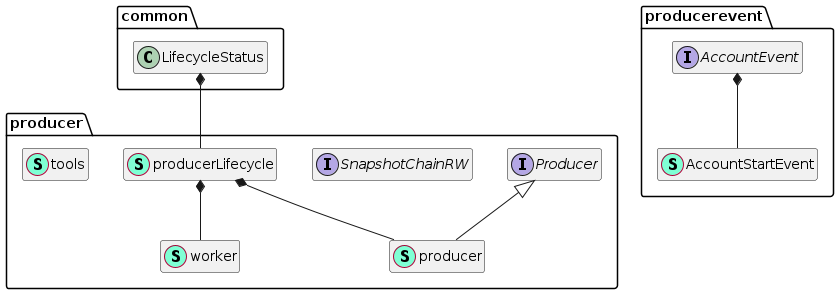 common
C LifecycleStatus
producerevent
I AccountEvent
S AccountStartEvent
producer
S tools
S producerLifecycle
I SnapshotChainRW
I Producer
S worker
S producer